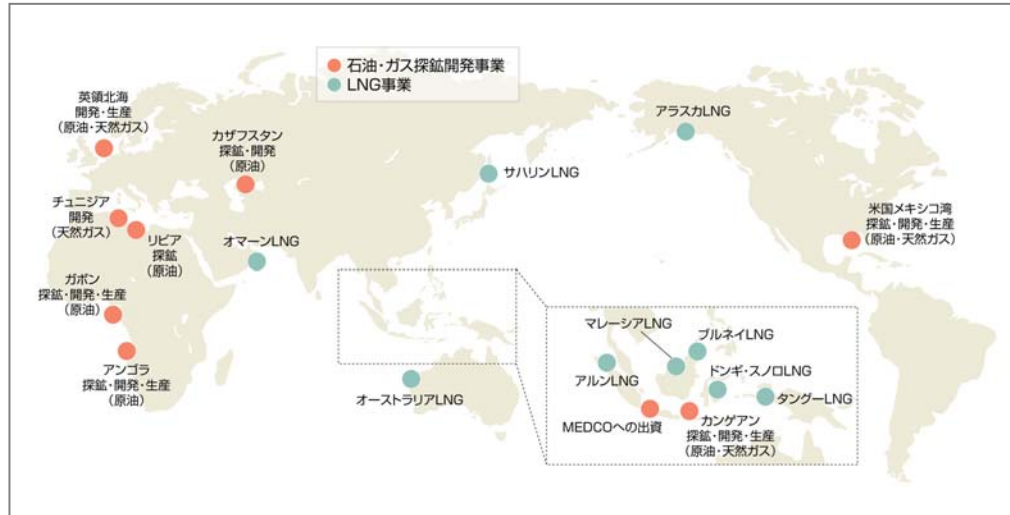 石油・ガス探鉱開発事業
LNG事業
英領北海
開発・生産
（原油・天然ガス）
カザフスタン
探鉱・開発
（原油）
アラスカLNG
サハリンLNG
チュニジア
開発
（天然ガス）
リビア
探鉱
（原油）
オマーンLNG
米国メキシコ湾
探鉱・開発・生産
（原油・天然ガス）
ガボン
探鉱・開発・生産
（原油）
アンゴラ
探鉱・開発・生産
（原油）
オーストラリアLNG
マレーシアLNG
ブルネイLNG
アルンLNG
ドンギ・スノロLNG
タングーLNG
MEDCOへの出資
カンゲアン
探鉱・開発・生産
（原油・天然ガス）